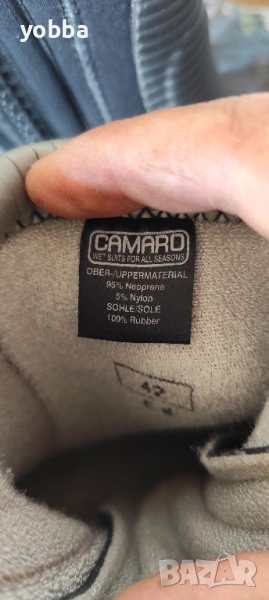 yobba
CAMARO
WET SUITS FOR ALL SEASONS
OBER-/UPPERMATERIAL
95% Neoprene
5% Nylon
SOHLE/SOLE
100% Rubber
42
BAZAR